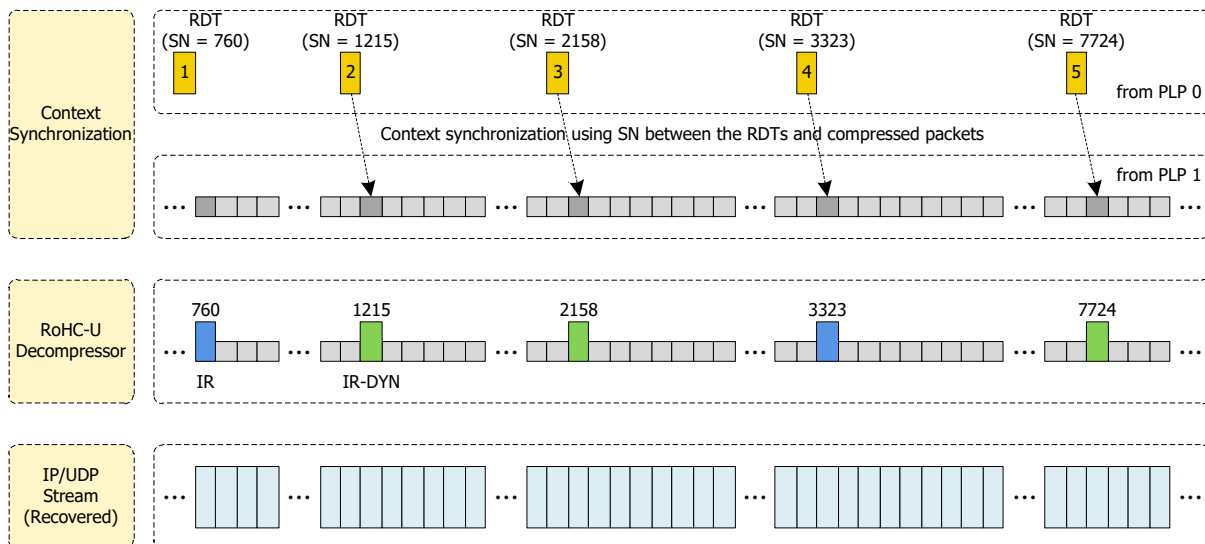 RDT
(SN = 760)
RDT
(SN = 1215)
RDT
(SN = 2158)
RDT
(SN = 3323)
RDT
(SN = 7724)
1
2
3
4
5
from PLP 0
Context
Synchronization
Context synchronization using SN between the RDTs and compressed packets
from PLP 1
... ... ... ... ... ...
760
1215
2158
3323
7724
RoHC-U
Decompressor
... ... ... ... ... ...
IR
IR-DYN
IP/UDP
Stream
(Recovered)
... ... ... ... ... ...